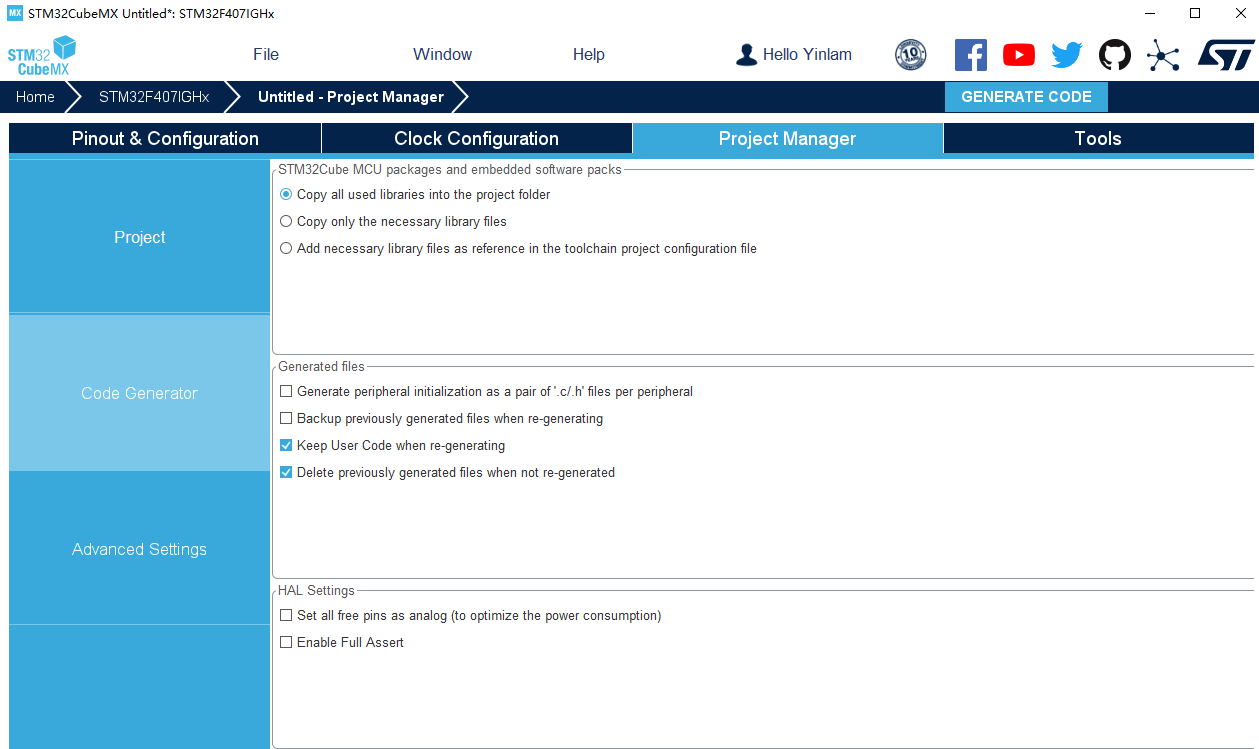 MX STM32CubeMX Untitled*: STM32F407IGHx
STM32
CubeMX
File
Window
Help
Hello Yinlam
10
Home
STM32F407IGHx
Untitled - Project Manager
GENERATE CODE
Pinout & Configuration
Clock Configuration
Project Manager
Tools
Project
Code Generator
Advanced Settings
STM32Cube MCU packages and embedded software packs
Copy all used libraries into the project folder
Copy only the necessary library files
Add necessary library files as reference in the toolchain project configuration file
Generated files
Generate peripheral initialization as a pair of '.c/.h' files per peripheral
Backup previously generated files when re-generating
Keep User Code when re-generating
Delete previously generated files when not re-generated
HAL Settings
Set all free pins as analog (to optimize the power consumption)
Enable Full Assert